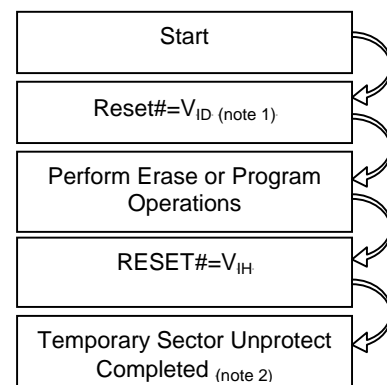 Start
Reset#=VID (note 1)
Perform Erase or Program
Operations
RESET#=VIH
Temporary Sector Unprotect
Completed (note 2)